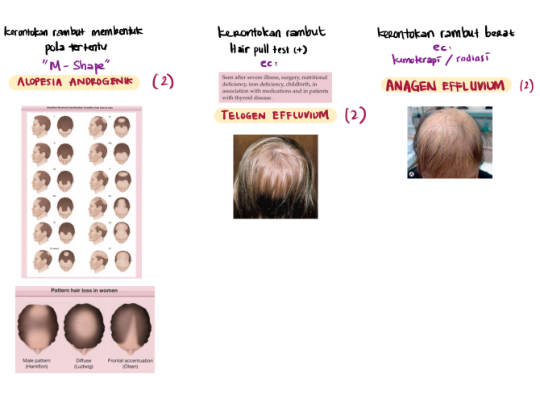 kerontokan rambut membentuk
pola tertentu
"M - Shape"
ALOPESIA ANDROGENIK (2)
Pattern hair loss in women
Male pattern
(Hamilton)
Diffuse
(Ludwig)
Frontal accentuation
(Olsen)
kerontokan rambut
Hair pull test (+)
ec:
Seen after severe illness, surgery, nutritional
deficiency, iron deficiency, childbirth, in
association with medications and in patients
with thyroid disease.
TELOGEN EFFLUVIUM (2)
kerontokan rambut berat
ec:
kemoterapi / radiasi
ANAGEN EFFLUVIUM (2)
A